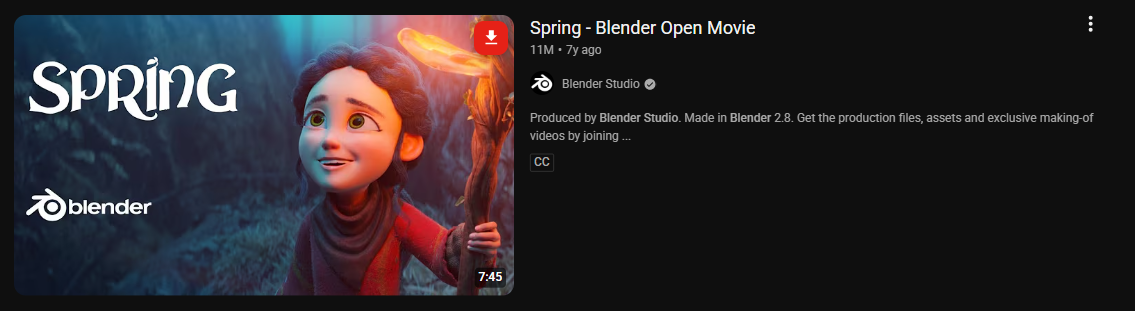 SPRING
blender
7:45
Spring - Blender Open Movie
11M • 7y ago
Blender Studio
Produced by Blender Studio. Made in Blender 2.8. Get the production files, assets and exclusive making-of
videos by joining ...
CC